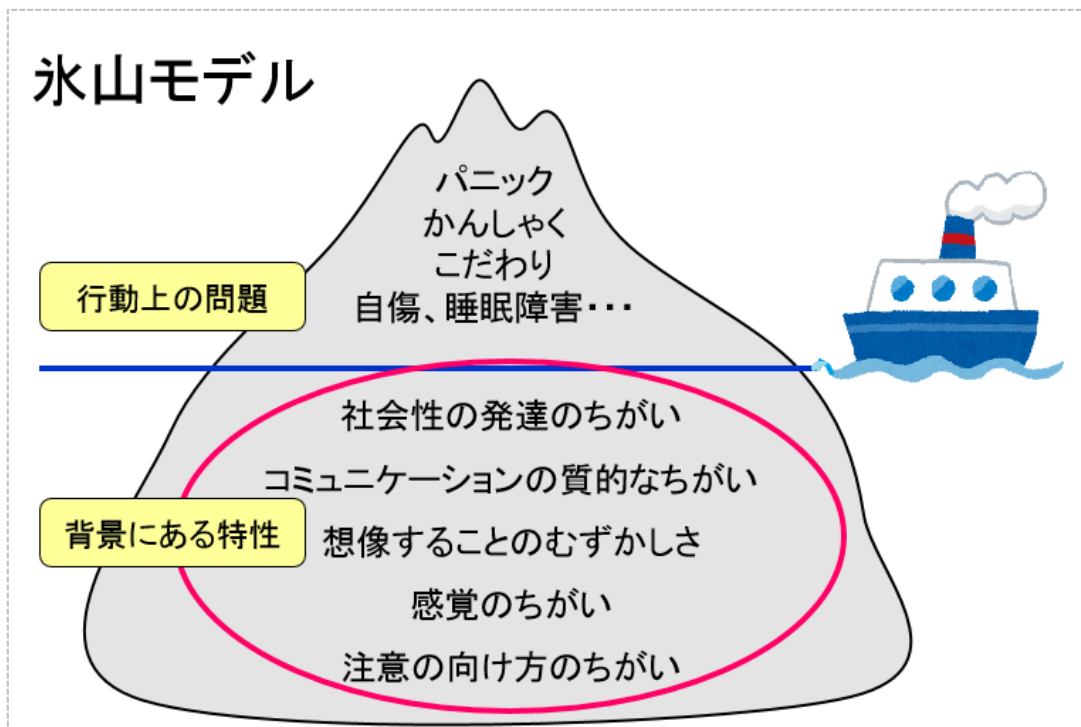 氷山モデル
パニック
かんしゃく
こだわり
自傷、睡眠障害・・・
行動上の問題
社会性の発達のちがい
コミュニケーションの質的なちがい
背景にある特性
想像することのむずかしさ
感覚のちがい
注意の向け方のちがい